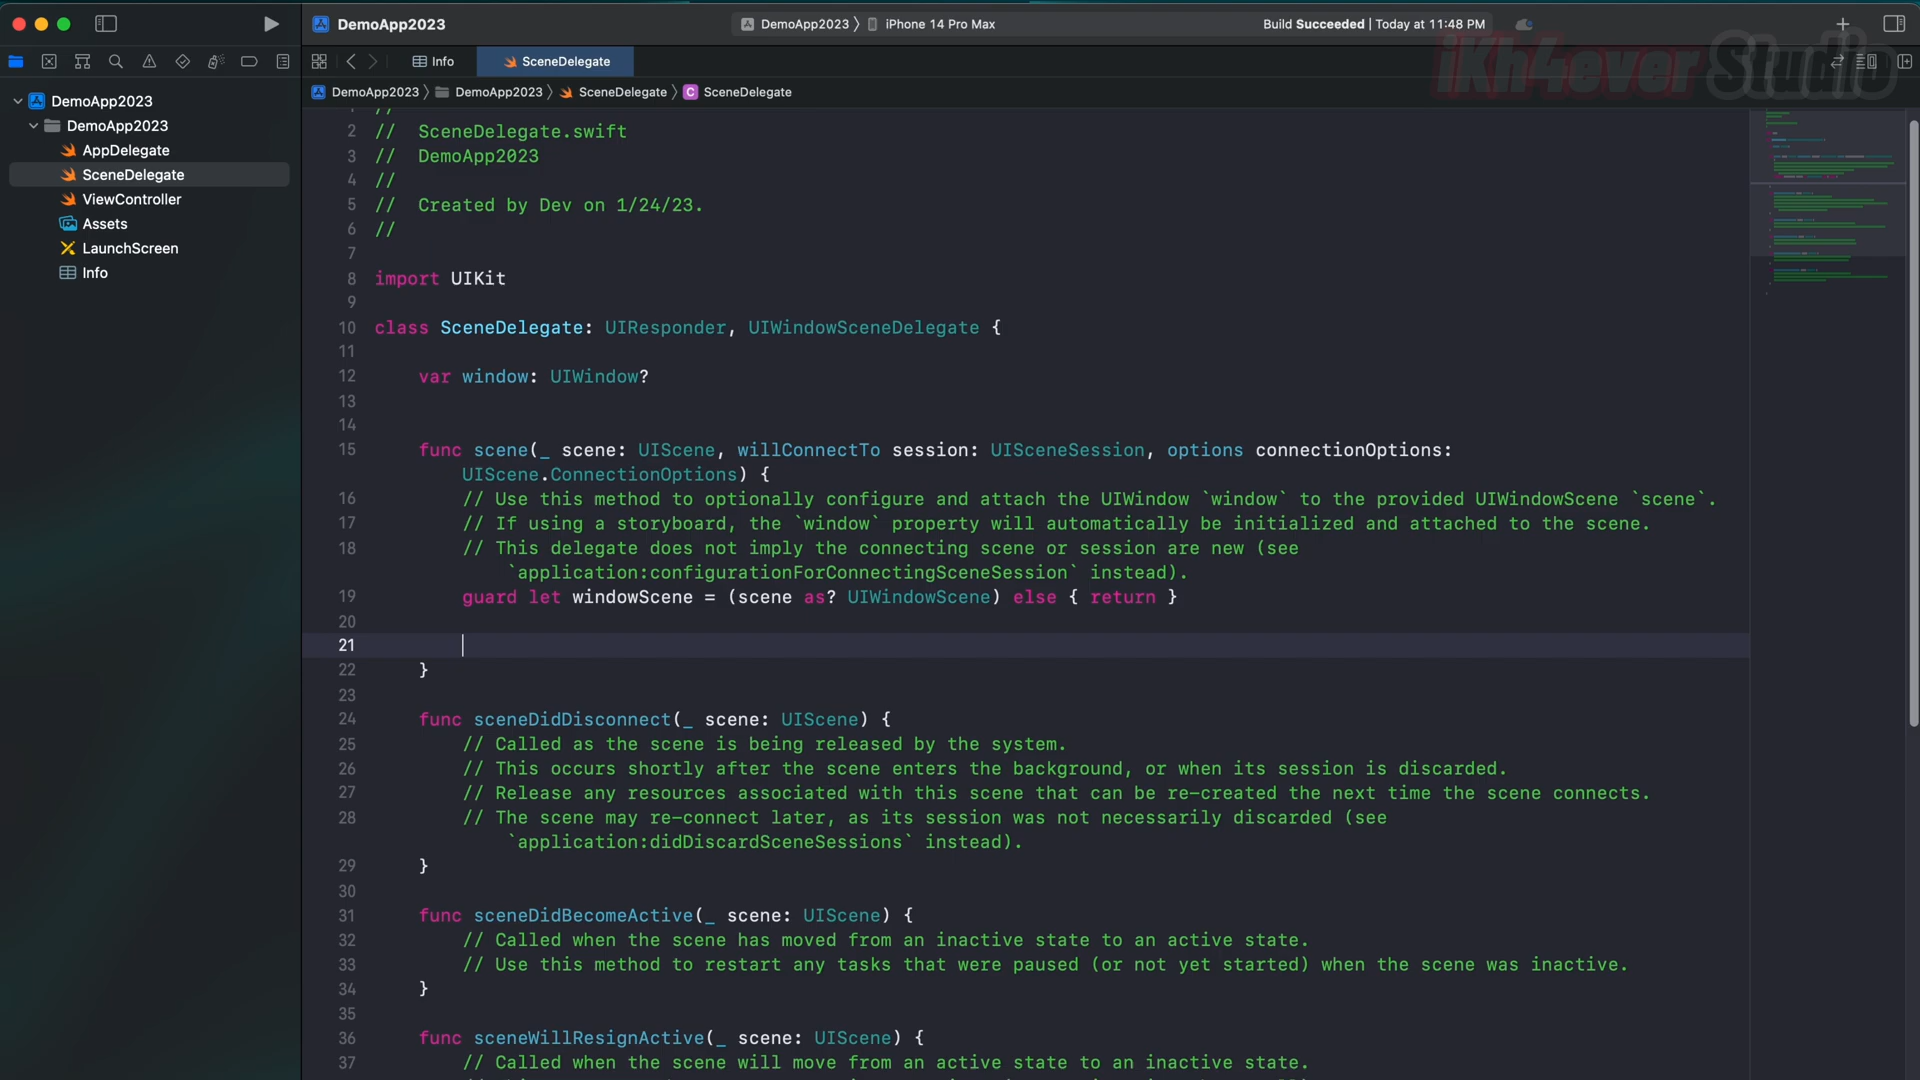 DemoApp2023
DemoApp2023 〉 iPhone 14 Pro Max
Build Succeeded | Today at 11:48 PM
iKh4ever Studio
Info
SceneDelegate
DemoApp2023 〉 DemoApp2023 〉 SceneDelegate 〉 C SceneDelegate
DemoApp2023
DemoApp2023
AppDelegate
SceneDelegate
ViewController
Assets
LaunchScreen
Info
//
2 //  SceneDelegate.swift
3 //  DemoApp2023
4 //
5 //  Created by Dev on 1/24/23.
6 //
7
8 import UIKit
9
10 class SceneDelegate: UIResponder, UIWindowSceneDelegate {
11
12     var window: UIWindow?
13
14
15     func scene(_ scene: UIScene, willConnectTo session: UISceneSession, options connectionOptions:
UIScene.ConnectionOptions) {
16         // Use this method to optionally configure and attach the UIWindow `window` to the provided UIWindowScene `scene`.
17         // If using a storyboard, the `window` property will automatically be initialized and attached to the scene.
18         // This delegate does not imply the connecting scene or session are new (see
`application:configurationForConnectingSceneSession` instead).
19         guard let windowScene = (scene as? UIWindowScene) else { return }
20
21
22     }
23
24     func sceneDidDisconnect(_ scene: UIScene) {
25         // Called as the scene is being released by the system.
26         // This occurs shortly after the scene enters the background, or when its session is discarded.
27         // Release any resources associated with this scene that can be re-created the next time the scene connects.
28         // The scene may re-connect later, as its session was not necessarily discarded (see
`application:didDiscardSceneSessions` instead).
29     }
30
31     func sceneDidBecomeActive(_ scene: UIScene) {
32         // Called when the scene has moved from an inactive state to an active state.
33         // Use this method to restart any tasks that were paused (or not yet started) when the scene was inactive.
34     }
35
36     func sceneWillResignActive(_ scene: UIScene) {
37         // Called when the scene will move from an active state to an inactive state.